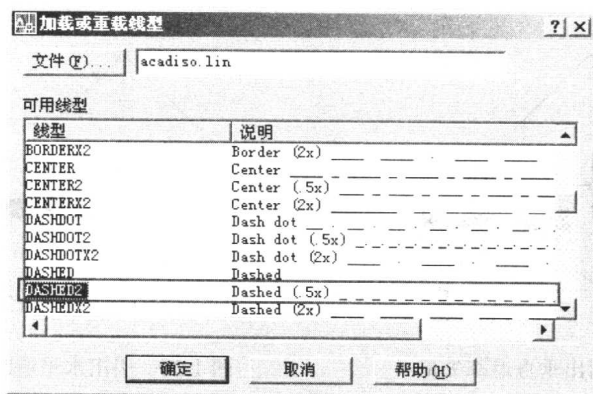 加载或重载线型
文件(F)... acadiso.lin
可用线型
线型 说明
BORDERX2 Border (2x)
CENTER Center
CENTER2 Center (.5x)
CENTERX2 Center (2x)
DASHDOT Dash dot
DASHDOT2 Dash dot (.5x)
DASHDOTX2 Dash dot (2x)
DASHED Dashed
DASHED2 Dashed (.5x)
DASHEDX2 Dashed (2x)
确定 取消 帮助(H)